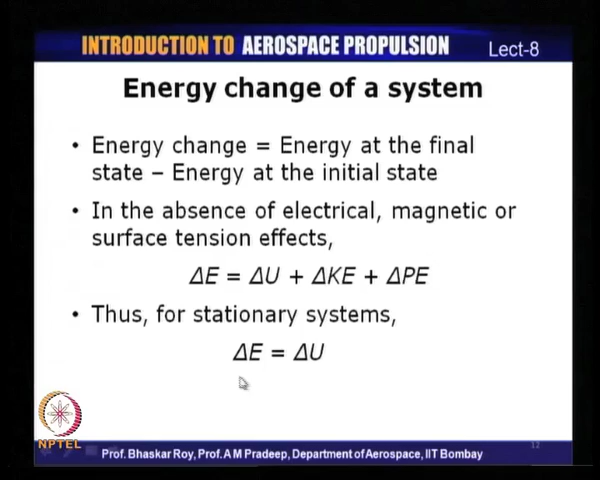 INTRODUCTION TO AEROSPACE PROPULSION
Lect-8
Energy change of a system
• Energy change = Energy at the final
state – Energy at the initial state
• In the absence of electrical, magnetic or
surface tension effects,
ΔE = ΔU + ΔKE + ΔPE
• Thus, for stationary systems,
ΔE = ΔU
NPTEL
12
Prof. Bhaskar Roy, Prof. A M Pradeep, Department of Aerospace, IIT Bombay